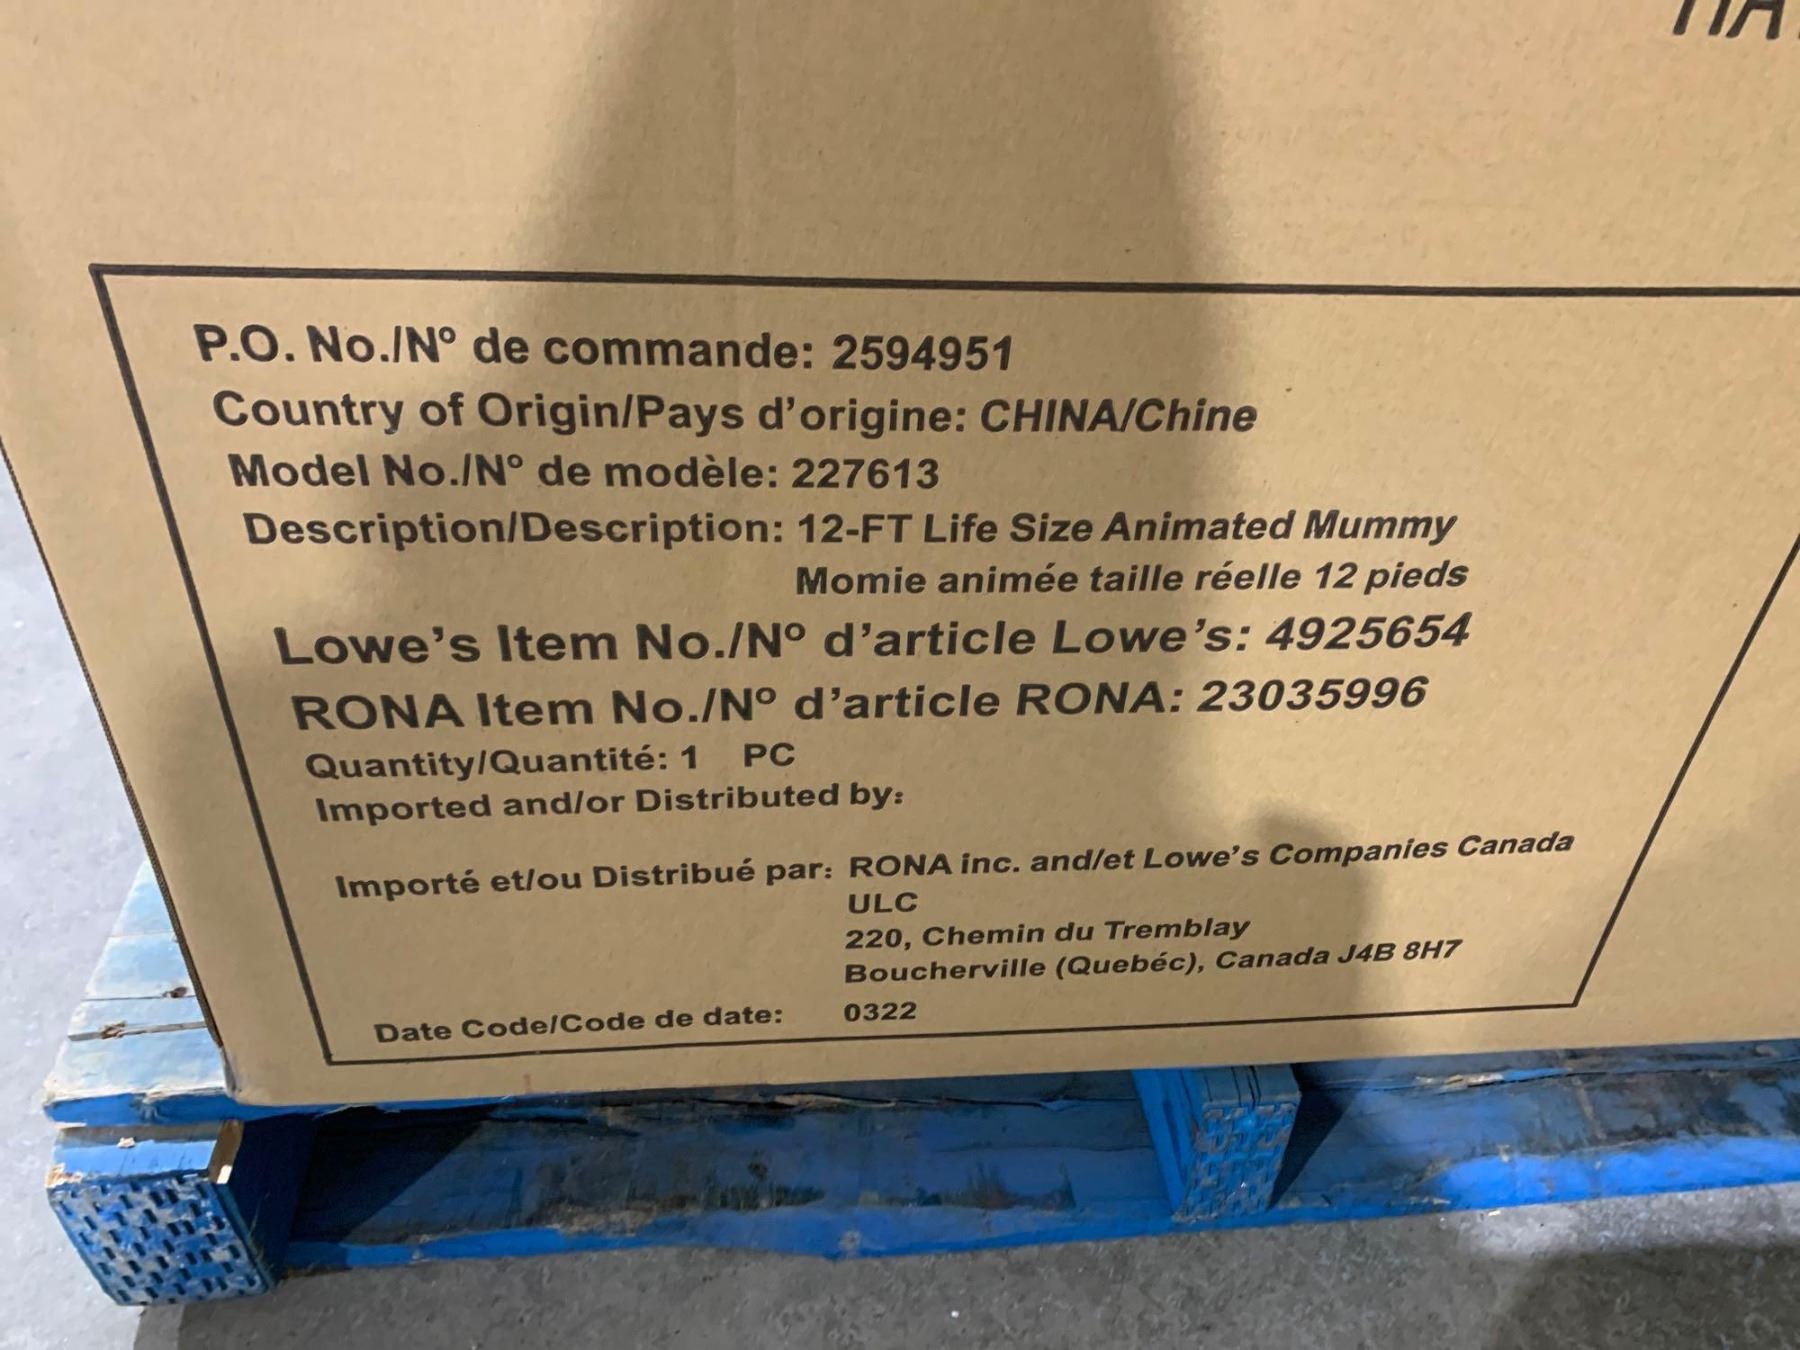 P.O. No./Nº de commande: 2594951
Country of Origin/Pays d'origine: CHINA/Chine
Model No./Nº de modèle: 227613
Description/Description: 12-FT Life Size Animated Mummy
Momie animée taille réelle 12 pieds
Lowe's Item No./Nº d'article Lowe's: 4925654
RONA Item No./Nº d'article RONA: 23035996
Quantity/Quantité: 1 PC
Imported and/or Distributed by:
Importé et/ou Distribué par: RONA inc. and/et Lowe's Companies Canada
ULC
220, Chemin du Tremblay
Boucherville (Quebéc), Canada J4B 8H7
Date Code/Code de date: 0322